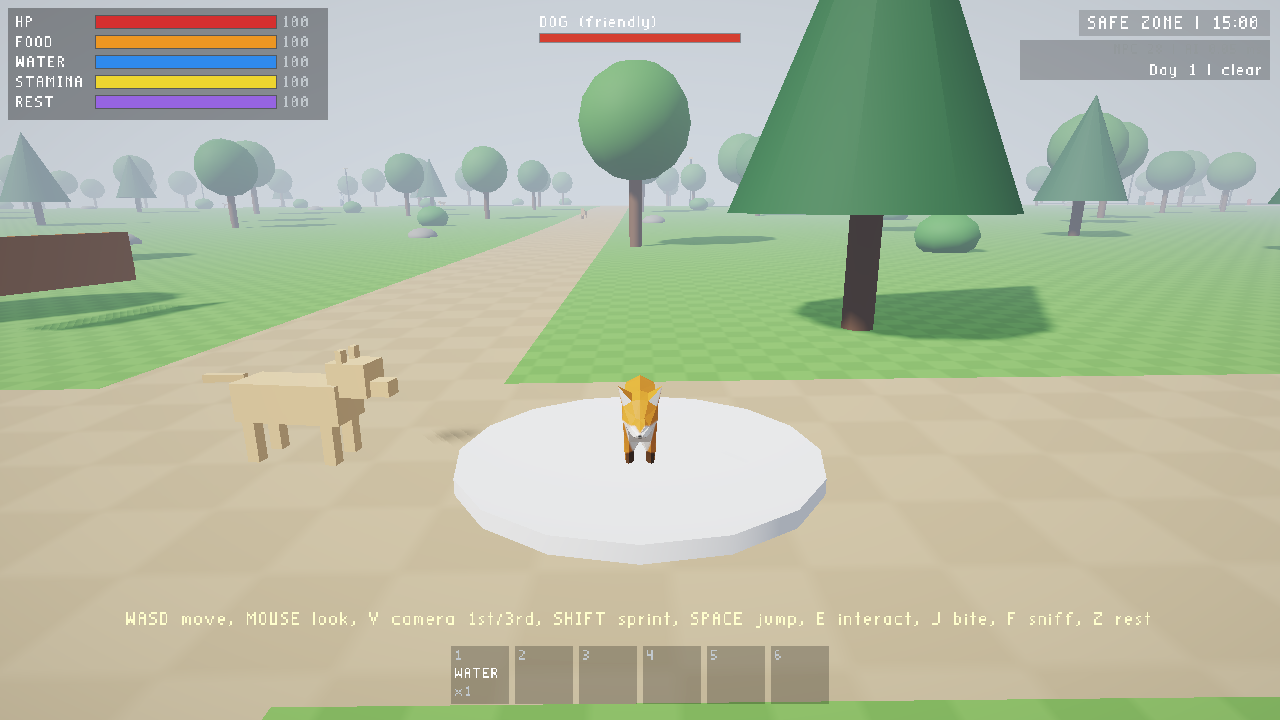 HP 100
FOOD 100
WATER 100
STAMINA 100
REST 100
DOG (friendly)
SAFE ZONE | 15:00
Day 1 | clear
WASD move, MOUSE look, V camera 1st/3rd, SHIFT sprint, SPACE jump, E interact, J bite, F sniff, Z rest
1 2 3 4 5 6
WATER
x1